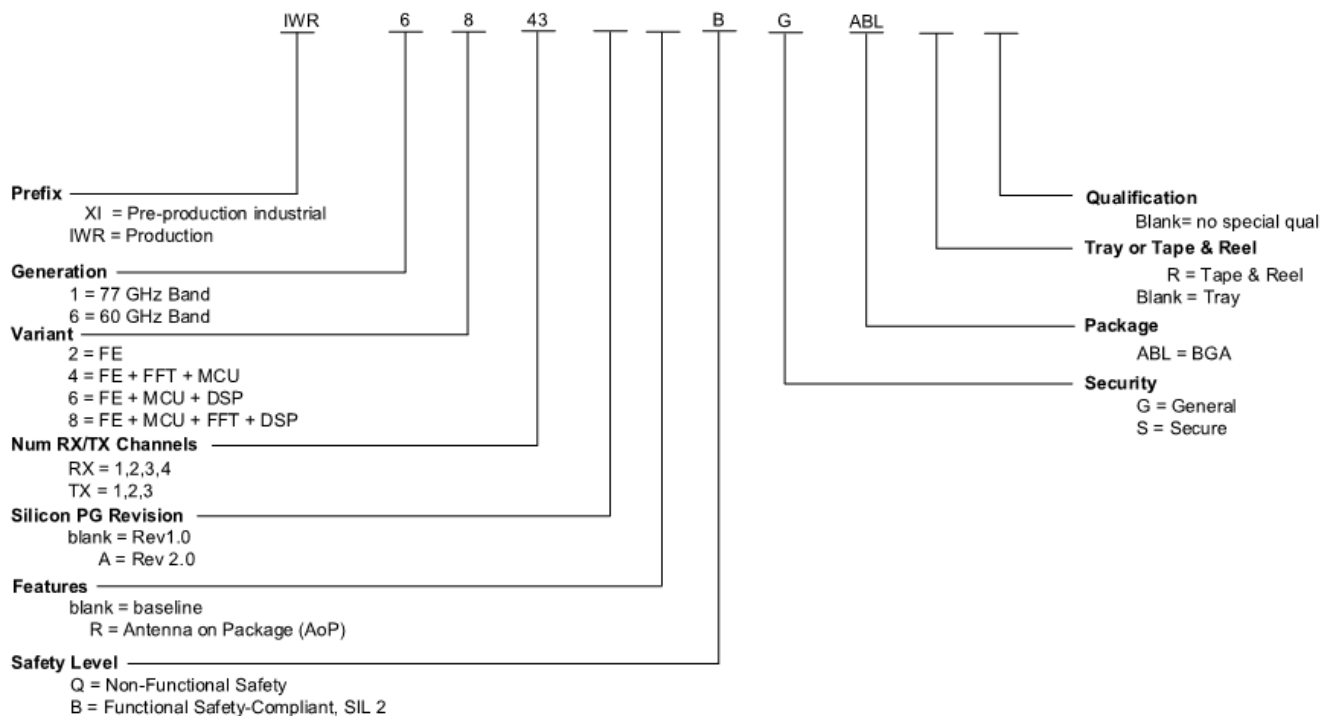 IWR 6 8 43 B G ABL
Prefix
XI = Pre-production industrial
IWR = Production
Generation
1 = 77 GHz Band
6 = 60 GHz Band
Variant
2 = FE
4 = FE + FFT + MCU
6 = FE + MCU + DSP
8 = FE + MCU + FFT + DSP
Num RX/TX Channels
RX = 1,2,3,4
TX = 1,2,3
Silicon PG Revision
blank = Rev1.0
A = Rev 2.0
Features
blank = baseline
R = Antenna on Package (AoP)
Safety Level
Q = Non-Functional Safety
B = Functional Safety-Compliant, SIL 2
Qualification
Blank= no special qual
Tray or Tape & Reel
R = Tape & Reel
Blank = Tray
Package
ABL = BGA
Security
G = General
S = Secure